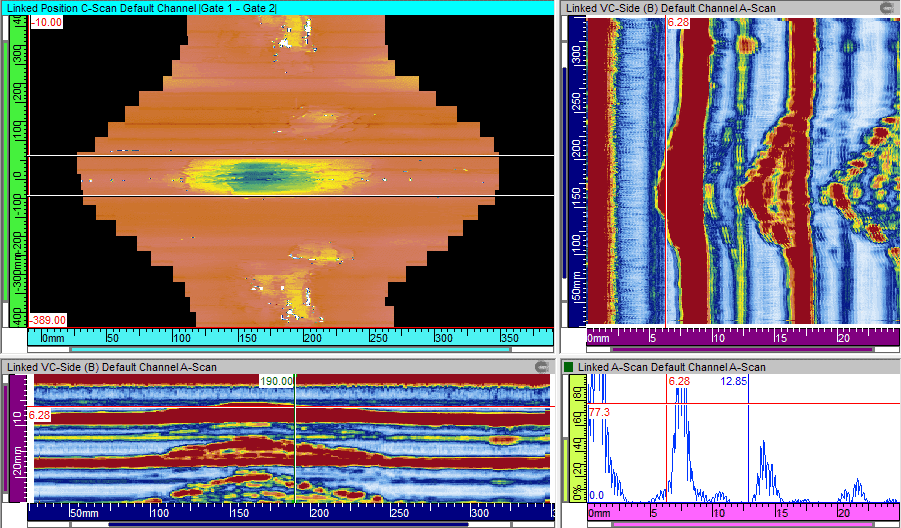 Linked Position C-Scan Default Channel |Gate 1 - Gate 2|
-10.00
300
200
100
0
-100
-200
-300mm
-389.00
0mm 50 100 150 200 250 300 350
Linked VC-Side (B) Default Channel A-Scan
6.28
300
250
200
150
100
50mm
0mm 5 10 15 20
Linked VC-Side (B) Default Channel A-Scan
190.00
6.28
10
20mm
50mm 100 150 200 250 300
Linked A-Scan Default Channel A-Scan
6.28 12.85
77.3
0.0
80
60
40
20
0%
0mm 5 10 15 20